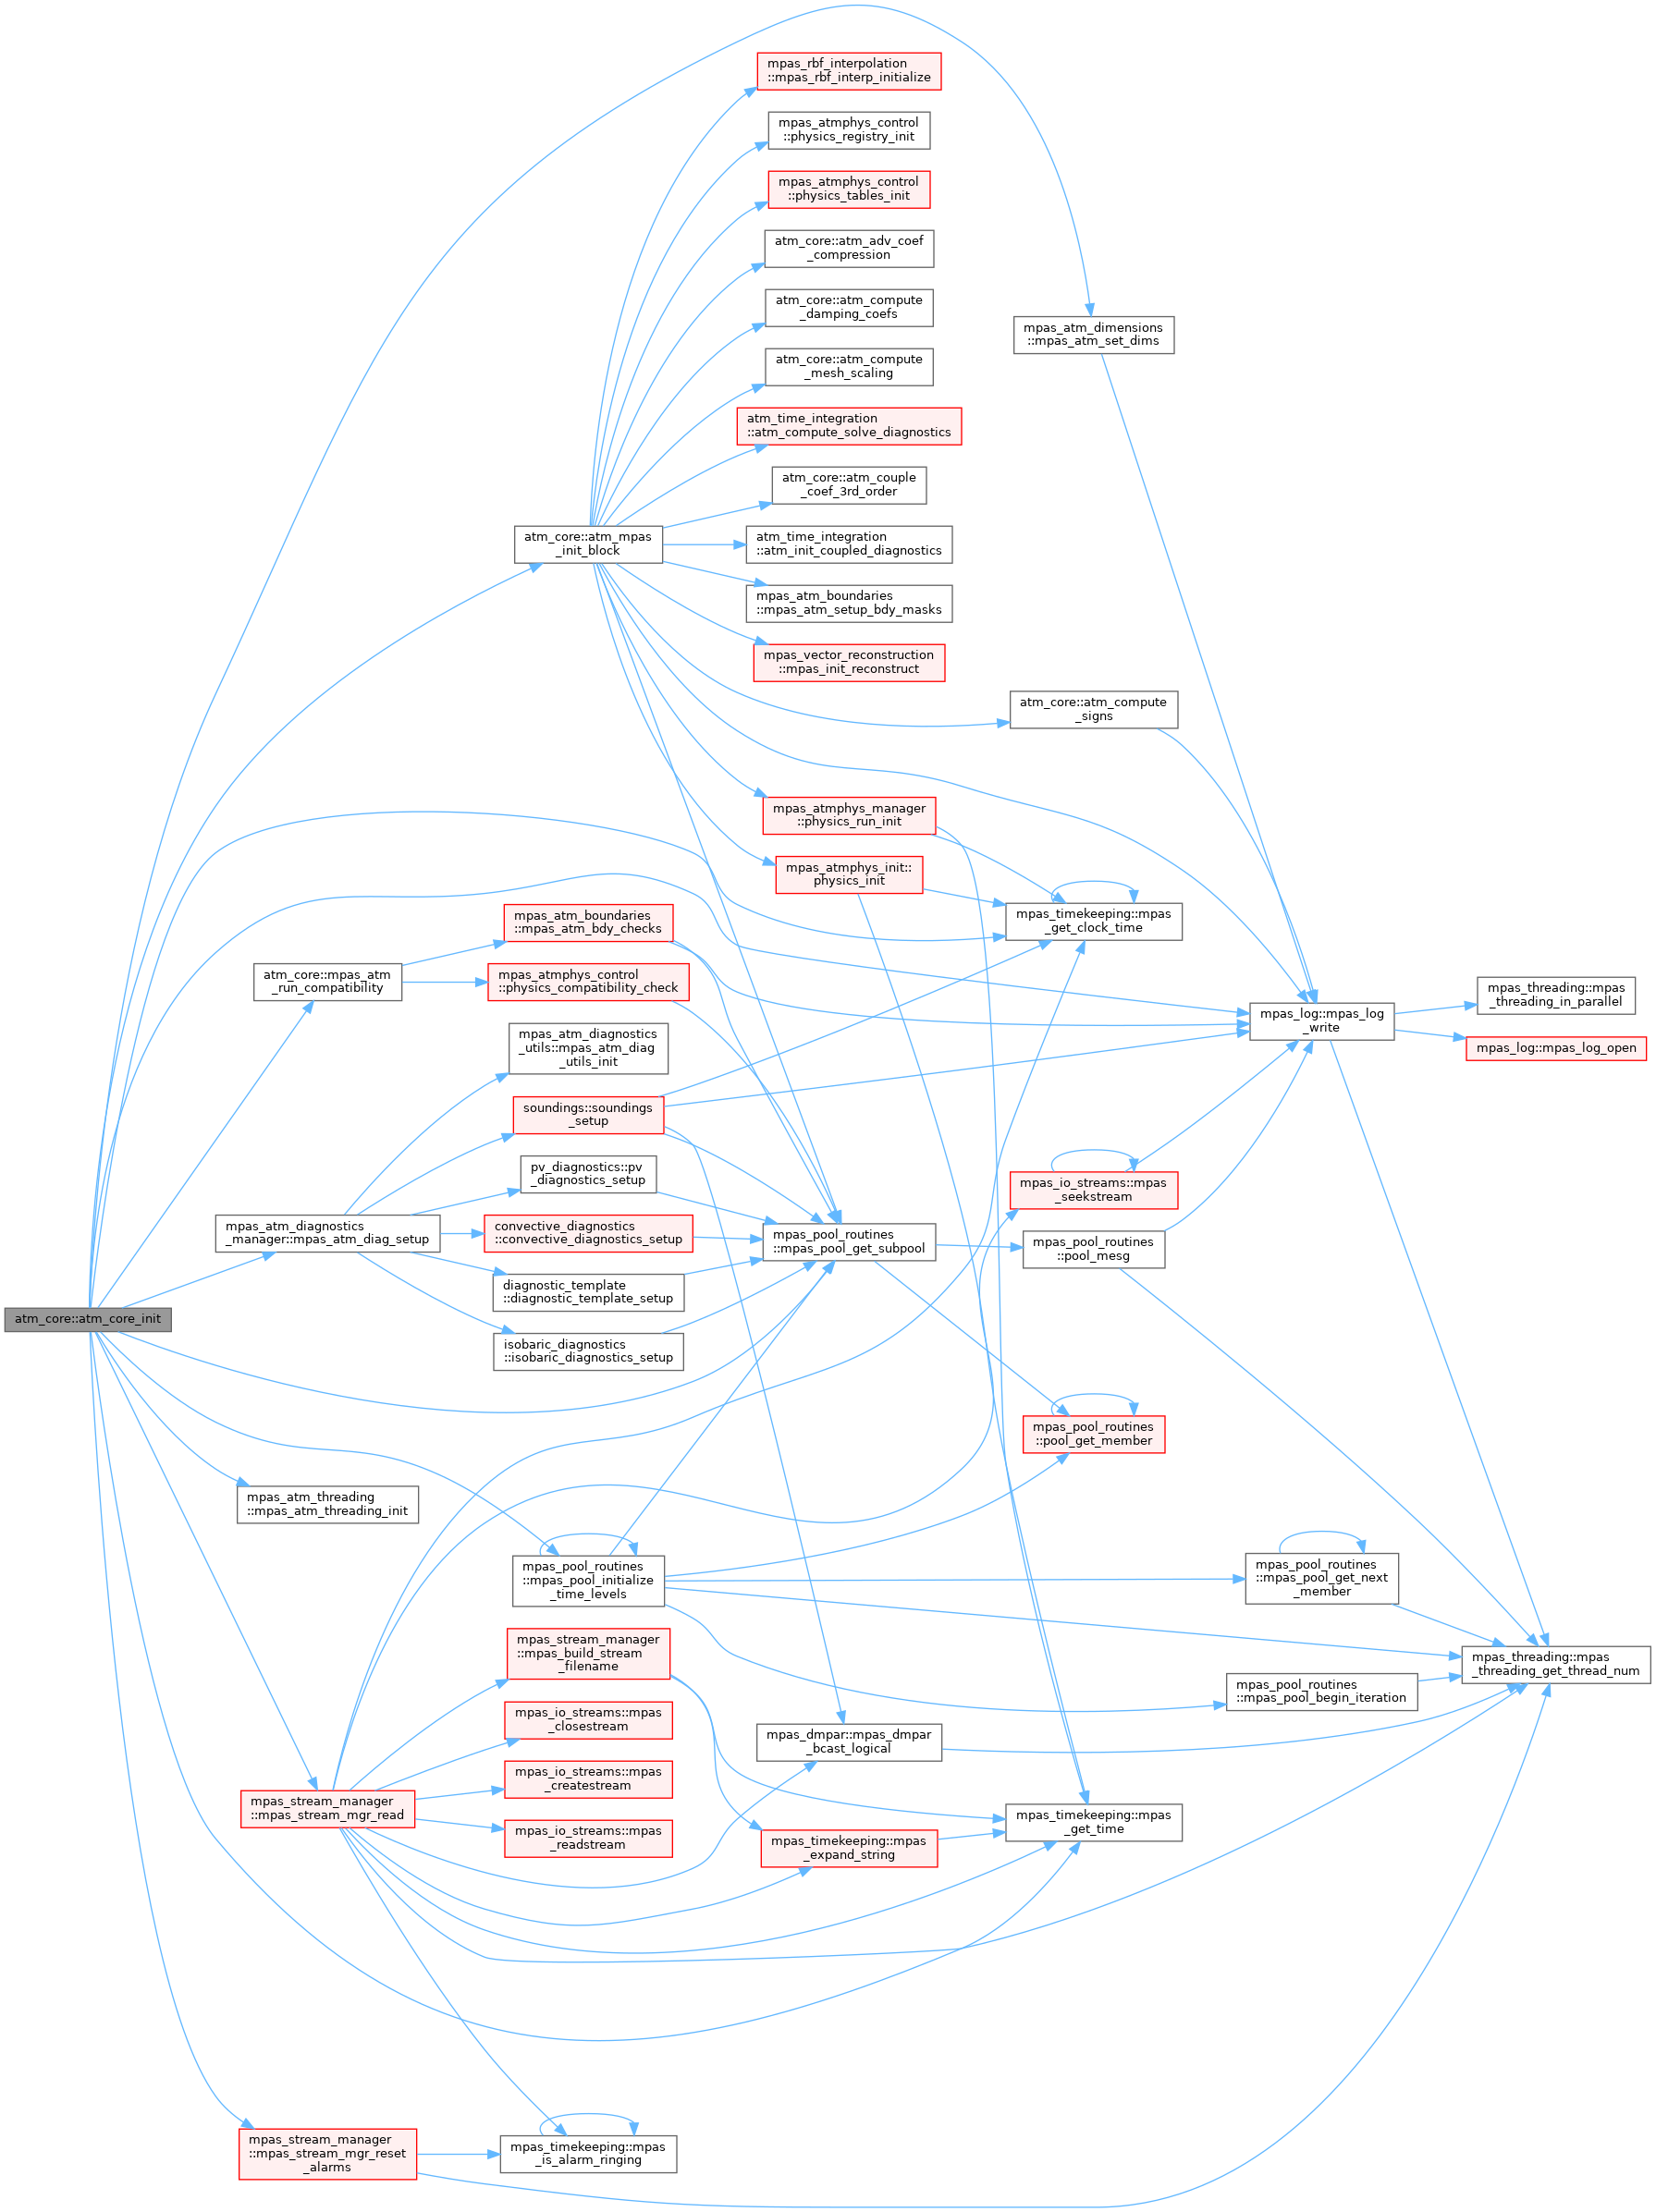 mpas_rbf_interpolation
::mpas_rbf_interp_initialize
mpas_atmphys_control
::physics_registry_init
mpas_atmphys_control
::physics_tables_init
atm_core::atm_adv_coef
_compression
atm_core::atm_compute
_damping_coefs
mpas_atm_dimensions
::mpas_atm_set_dims
atm_core::atm_compute
_mesh_scaling
atm_time_integration
::atm_compute_solve_diagnostics
atm_core::atm_couple
_coef_3rd_order
atm_core::atm_mpas
_init_block
atm_time_integration
::atm_init_coupled_diagnostics
mpas_atm_boundaries
::mpas_atm_setup_bdy_masks
mpas_vector_reconstruction
::mpas_init_reconstruct
atm_core::atm_compute
_signs
mpas_atmphys_manager
::physics_run_init
mpas_atmphys_init::
physics_init
mpas_timekeeping::mpas
_get_clock_time
mpas_atm_boundaries
::mpas_atm_bdy_checks
atm_core::mpas_atm
_run_compatibility
mpas_atmphys_control
::physics_compatibility_check
mpas_threading::mpas
_threading_in_parallel
mpas_log::mpas_log
_write
mpas_log::mpas_log_open
mpas_atm_diagnostics
_utils::mpas_atm_diag
_utils_init
soundings::soundings
_setup
pv_diagnostics::pv
_diagnostics_setup
mpas_io_streams::mpas
_seekstream
mpas_atm_diagnostics
_manager::mpas_atm_diag_setup
convective_diagnostics
::convective_diagnostics_setup
mpas_pool_routines
::mpas_pool_get_subpool
mpas_pool_routines
::pool_mesg
diagnostic_template
::diagnostic_template_setup
atm_core::atm_core_init
isobaric_diagnostics
::isobaric_diagnostics_setup
mpas_pool_routines
::pool_get_member
mpas_atm_threading
::mpas_atm_threading_init
mpas_pool_routines
::mpas_pool_initialize
_time_levels
mpas_pool_routines
::mpas_pool_get_next
_member
mpas_stream_manager
::mpas_build_stream
_filename
mpas_threading::mpas
_threading_get_thread_num
mpas_pool_routines
::mpas_pool_begin_iteration
mpas_io_streams::mpas
_closestream
mpas_dmpar::mpas_dmpar
_bcast_logical
mpas_io_streams::mpas
_createstream
mpas_stream_manager
::mpas_stream_mgr_read
mpas_timekeeping::mpas
_get_time
mpas_io_streams::mpas
_readstream
mpas_timekeeping::mpas
_expand_string
mpas_stream_manager
::mpas_stream_mgr_reset
_alarms
mpas_timekeeping::mpas
_is_alarm_ringing